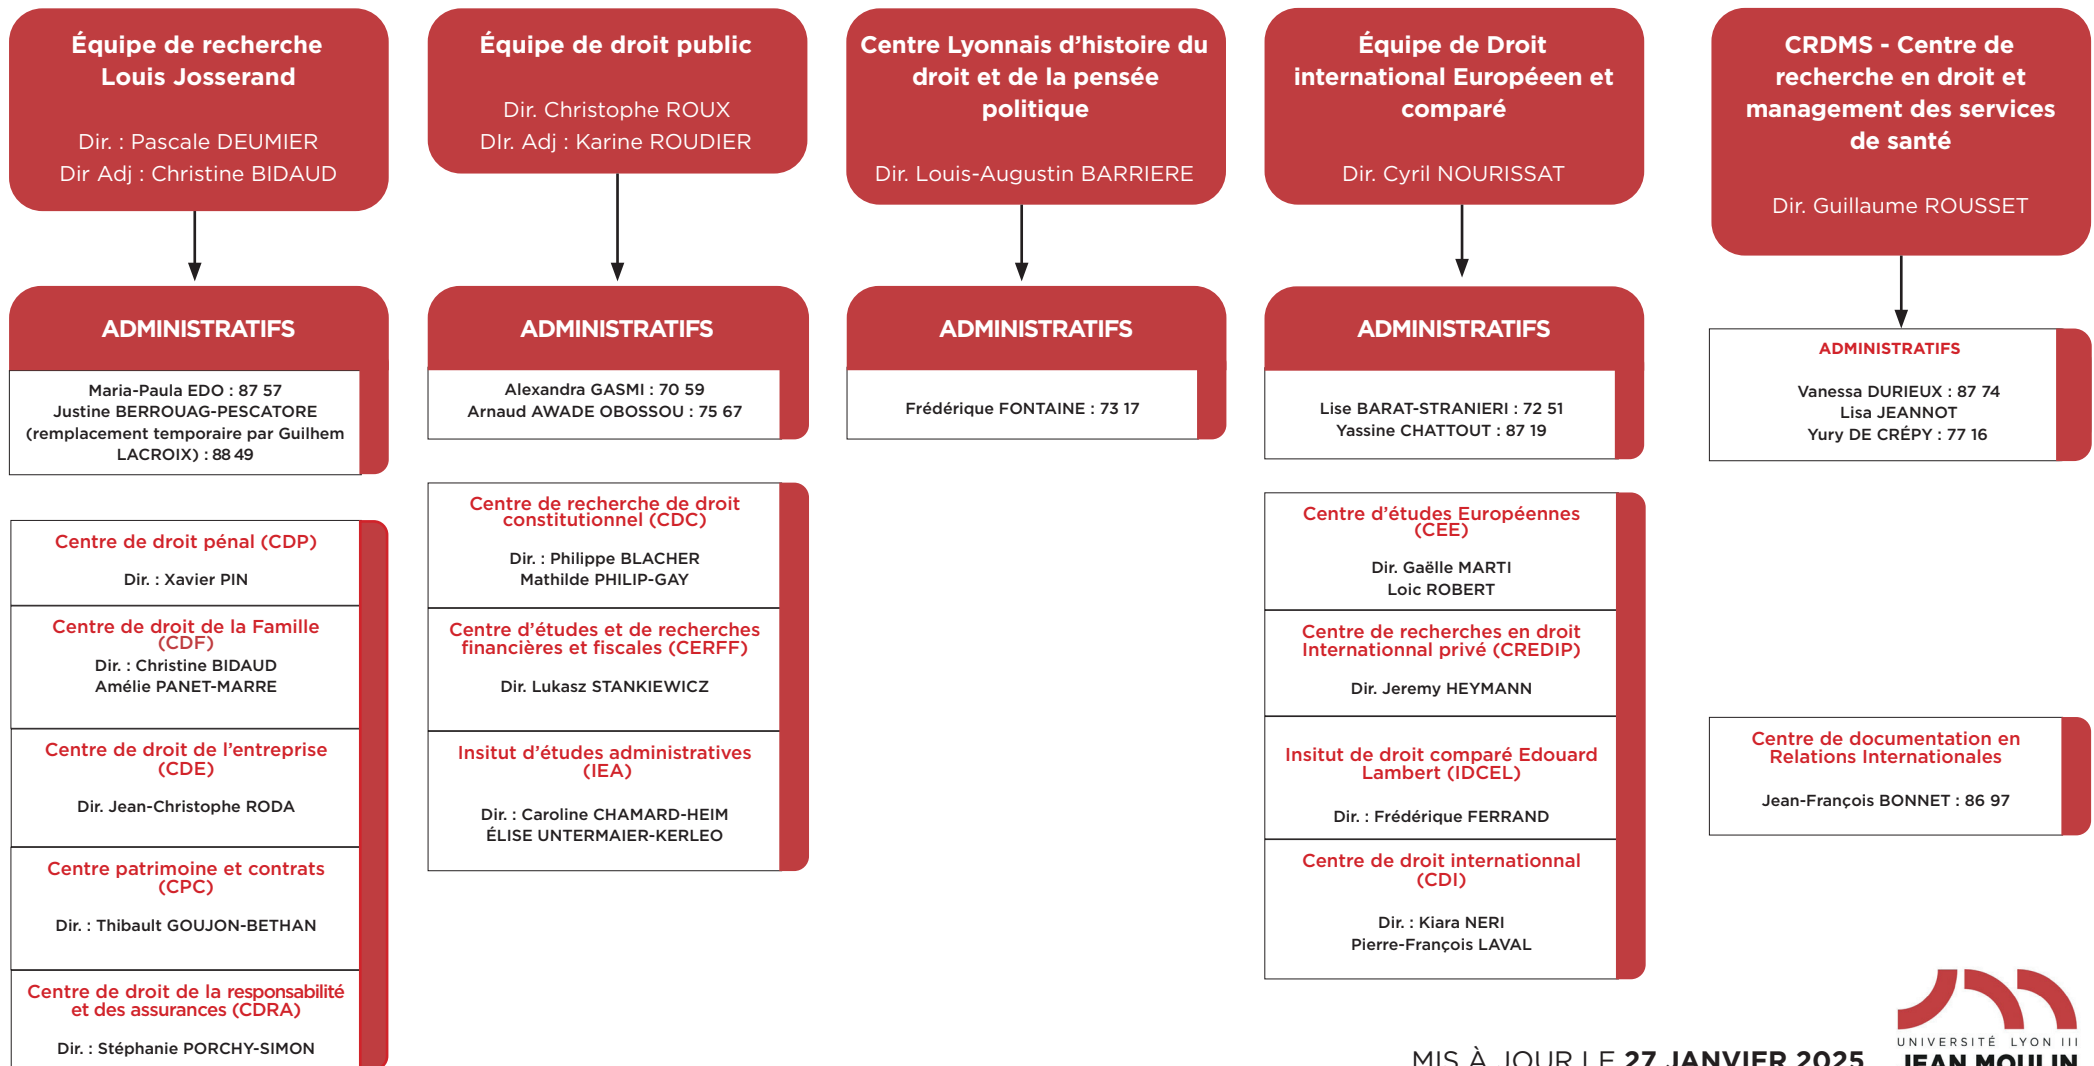 Équipe de recherche
Louis Josserand
Dir. : Pascale DEUMIER
Dir Adj : Christine BIDAUD
ADMINISTRATIFS
Maria-Paula EDO : 87 57
Justine BERROUAG-PESCATORE
(remplacement temporaire par Guilhem
LACROIX) : 88 49
Centre de droit pénal (CDP)
Dir. : Xavier PIN
Centre de droit de la Famille
(CDF)
Dir. : Christine BIDAUD
Amélie PANET-MARRE
Centre de droit de l'entreprise
(CDE)
Dir. Jean-Christophe RODA
Centre patrimoine et contrats
(CPC)
Dir. : Thibault GOUJON-BETHAN
Centre de droit de la responsabilité
et des assurances (CDRA)
Dir. : Stéphanie PORCHY-SIMON
Équipe de droit public
Dir. Christophe ROUX
DIr. Adj : Karine ROUDIER
ADMINISTRATIFS
Alexandra GASMI : 70 59
Arnaud AWADE OBOSSOU : 75 67
Centre de recherche de droit
constitutionnel (CDC)
Dir. : Philippe BLACHER
Mathilde PHILIP-GAY
Centre d'études et de recherches
financières et fiscales (CERFF)
Dir. Lukasz STANKIEWICZ
Insitut d'études administratives
(IEA)
Dir. : Caroline CHAMARD-HEIM
ÉLISE UNTERMAIER-KERLEO
Centre Lyonnais d'histoire du
droit et de la pensée
politique
Dir. Louis-Augustin BARRIERE
ADMINISTRATIFS
Frédérique FONTAINE : 73 17
Équipe de Droit
international Européeen et
comparé
Dir. Cyril NOURISSAT
ADMINISTRATIFS
Lise BARAT-STRANIERI : 72 51
Yassine CHATTOUT : 87 19
Centre d'études Européennes
(CEE)
Dir. Gaëlle MARTI
Loic ROBERT
Centre de recherches en droit
Internationnal privé (CREDIP)
Dir. Jeremy HEYMANN
Insitut de droit comparé Edouard
Lambert (IDCEL)
Dir. : Frédérique FERRAND
Centre de droit internationnal
(CDI)
Dir. : Kiara NERI
Pierre-François LAVAL
CRDMS - Centre de
recherche en droit et
management des services
de santé
Dir. Guillaume ROUSSET
ADMINISTRATIFS
Vanessa DURIEUX : 87 74
Lisa JEANNOT
Yury DE CRÉPY : 77 16
Centre de documentation en
Relations Internationales
Jean-François BONNET : 86 97
MIS À JOUR LE 27 JANVIER 2025
UNIVERSITÉ LYON III
JEAN MOULIN